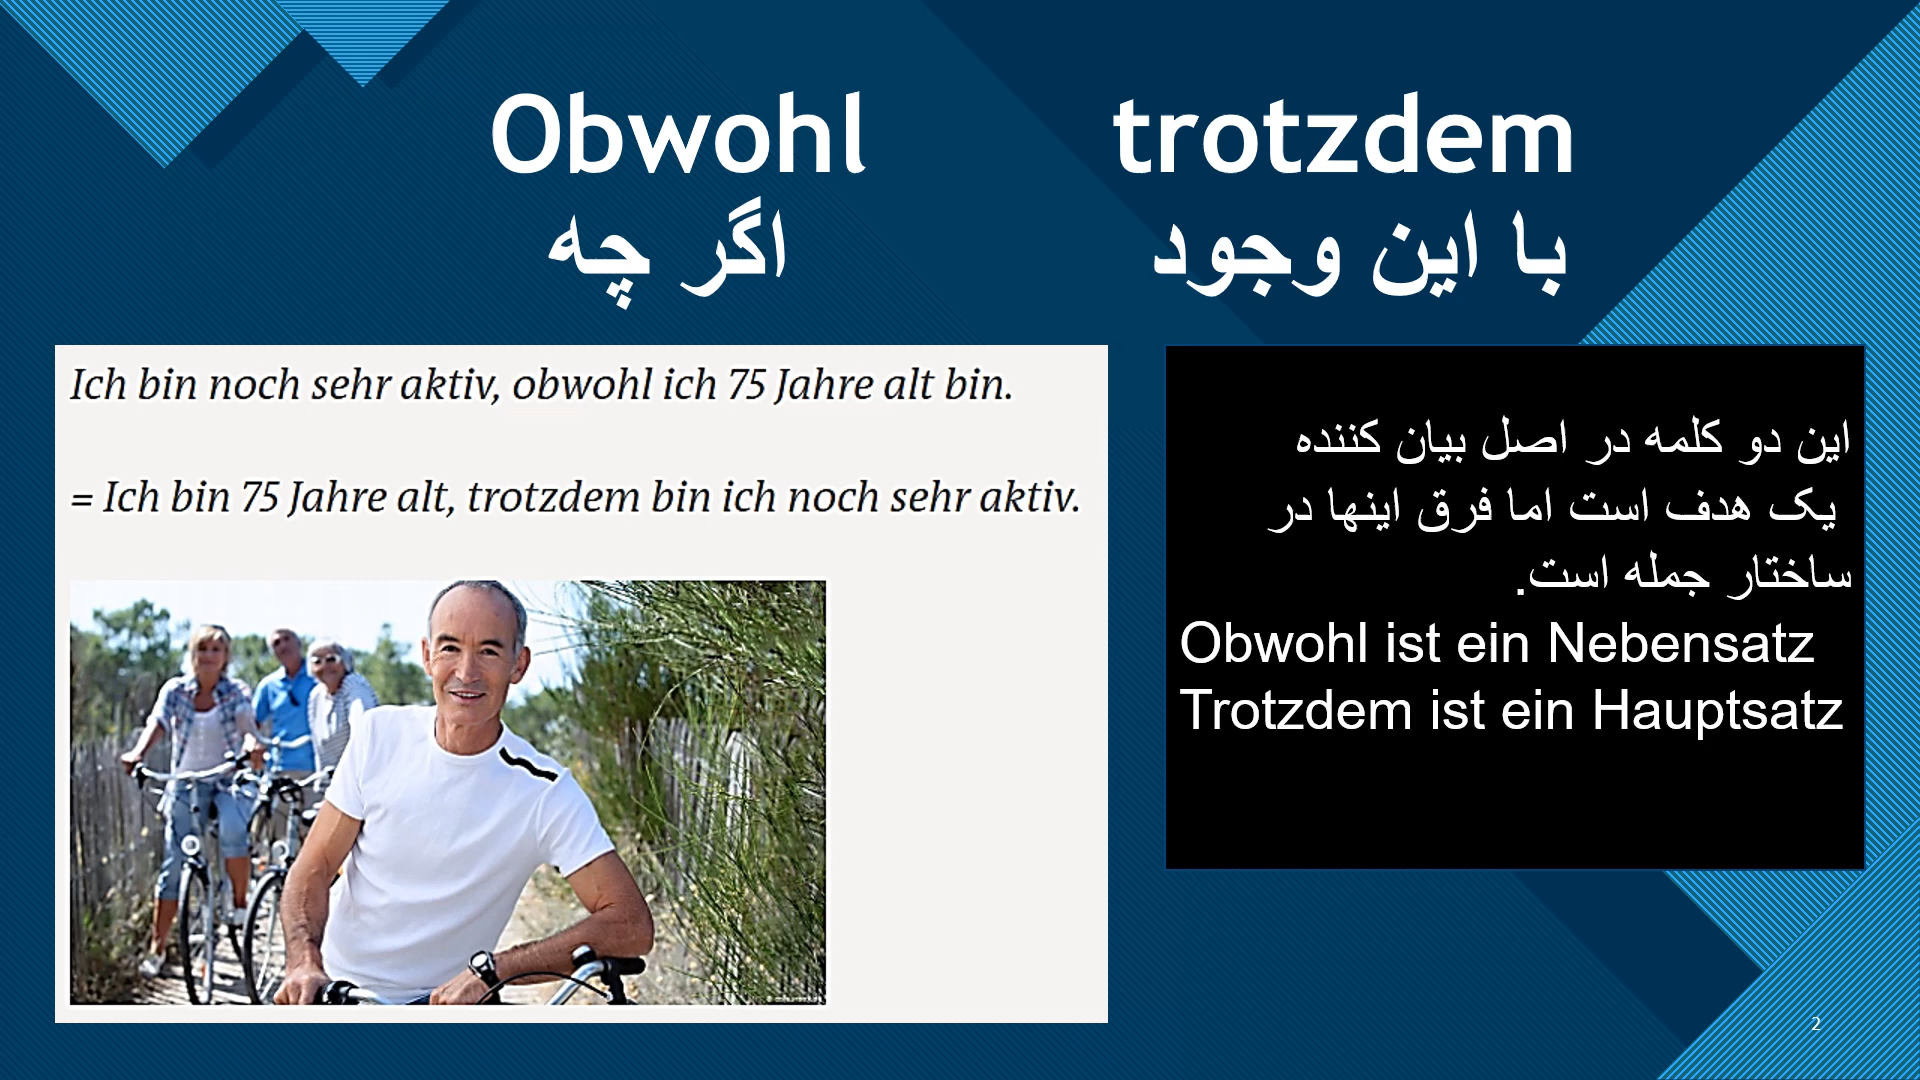 Obwohl trotzdem
اگر چه با این وجود
Ich bin noch sehr aktiv, obwohl ich 75 Jahre alt bin.
= Ich bin 75 Jahre alt, trotzdem bin ich noch sehr aktiv.
این دو کلمه در اصل بیان کننده
یک هدف است اما فرق اینها در
ساختار جمله است.
Obwohl ist ein Nebensatz
Trotzdem ist ein Hauptsatz
2